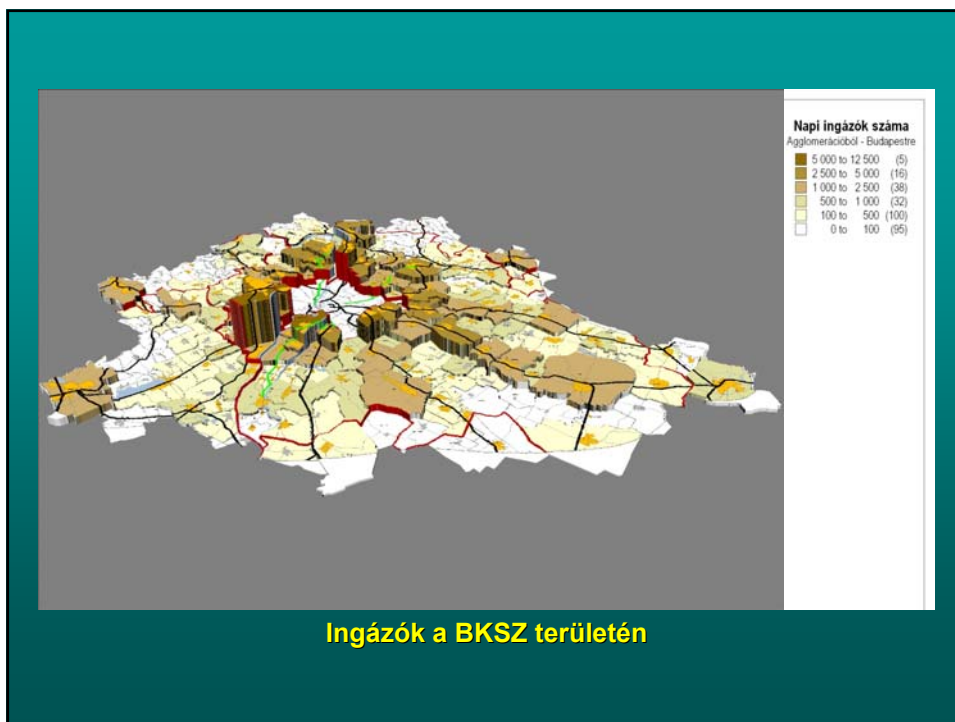 Napi ingázók száma
Agglomerációból - Budapestre
5 000 to 12 500 (5)
2 500 to 5 000 (16)
1 000 to 2 500 (38)
500 to 1 000 (32)
100 to 500 (100)
0 to 100 (95)
Ingázók a BKSZ területén